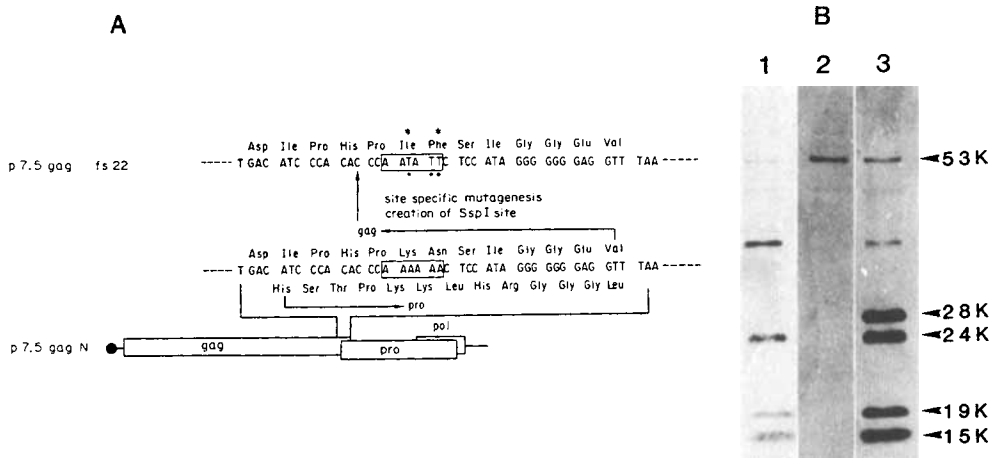 A
B
1 2 3
* *
Asp Ile Pro His Pro Ile Phe Ser Ile Gly Gly Glu Val
p 7.5 gag fs 22
----- T GAC ATC CCA CAC CCA ATA TTC TCC ATA GGG GGG GAG GTT TAA -----
site specific mutagenesis
creation of SspI site
gag
Asp Ile Pro His Pro Lys Asn Ser Ile Gly Gly Glu Val
----- T GAC ATC CCA CAC CCA AAA AAC TCC ATA GGG GGG GAG GTT TAA -----
His Ser Thr Pro Lys Lys Leu His Arg Gly Gly Gly Leu
pro
pol
p 7.5 gag N
gag
pro
53K
28K
24K
19K
15K